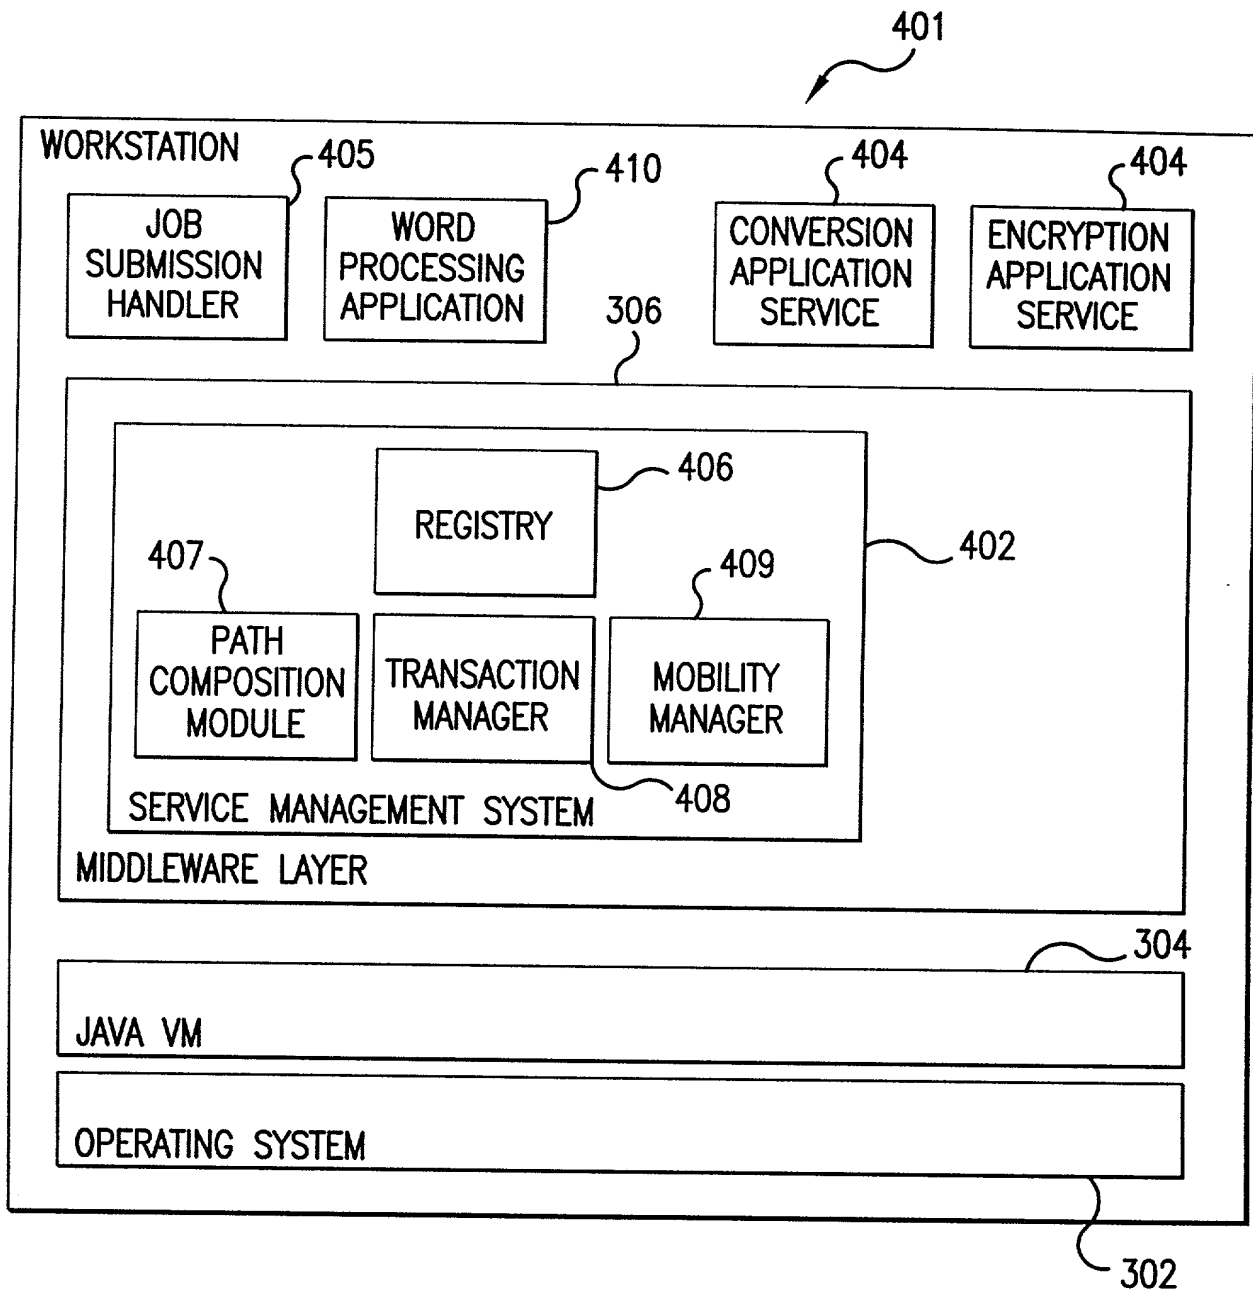 401
WORKSTATION
405
410
404
404
JOB
SUBMISSION
HANDLER
WORD
PROCESSING
APPLICATION
CONVERSION
APPLICATION
SERVICE
ENCRYPTION
APPLICATION
SERVICE
306
406
REGISTRY
402
407
409
PATH
COMPOSITION
MODULE
TRANSACTION
MANAGER
MOBILITY
MANAGER
408
SERVICE MANAGEMENT SYSTEM
MIDDLEWARE LAYER
304
JAVA VM
OPERATING SYSTEM
302